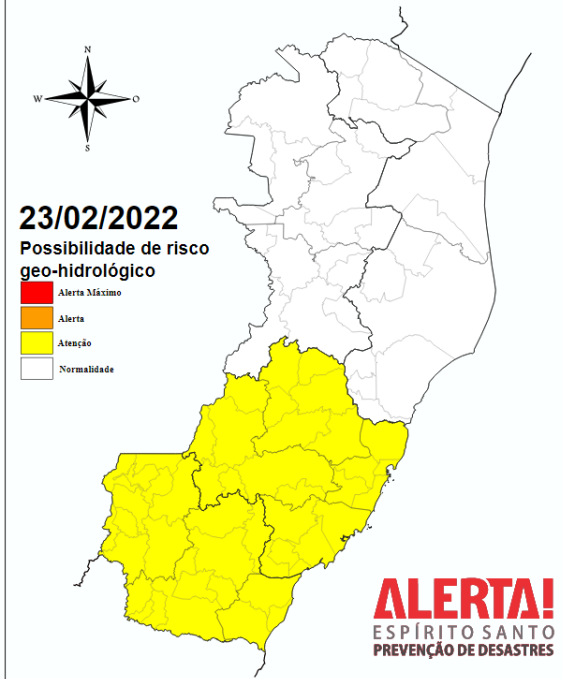 N
W
O
S
23/02/2022
Possibilidade de risco
geo-hidrológico
Alerta Máximo
Alerta
Atenção
Normalidade
ALERTA!
ESPÍRITO SANTO
PREVENÇÃO DE DESASTRES